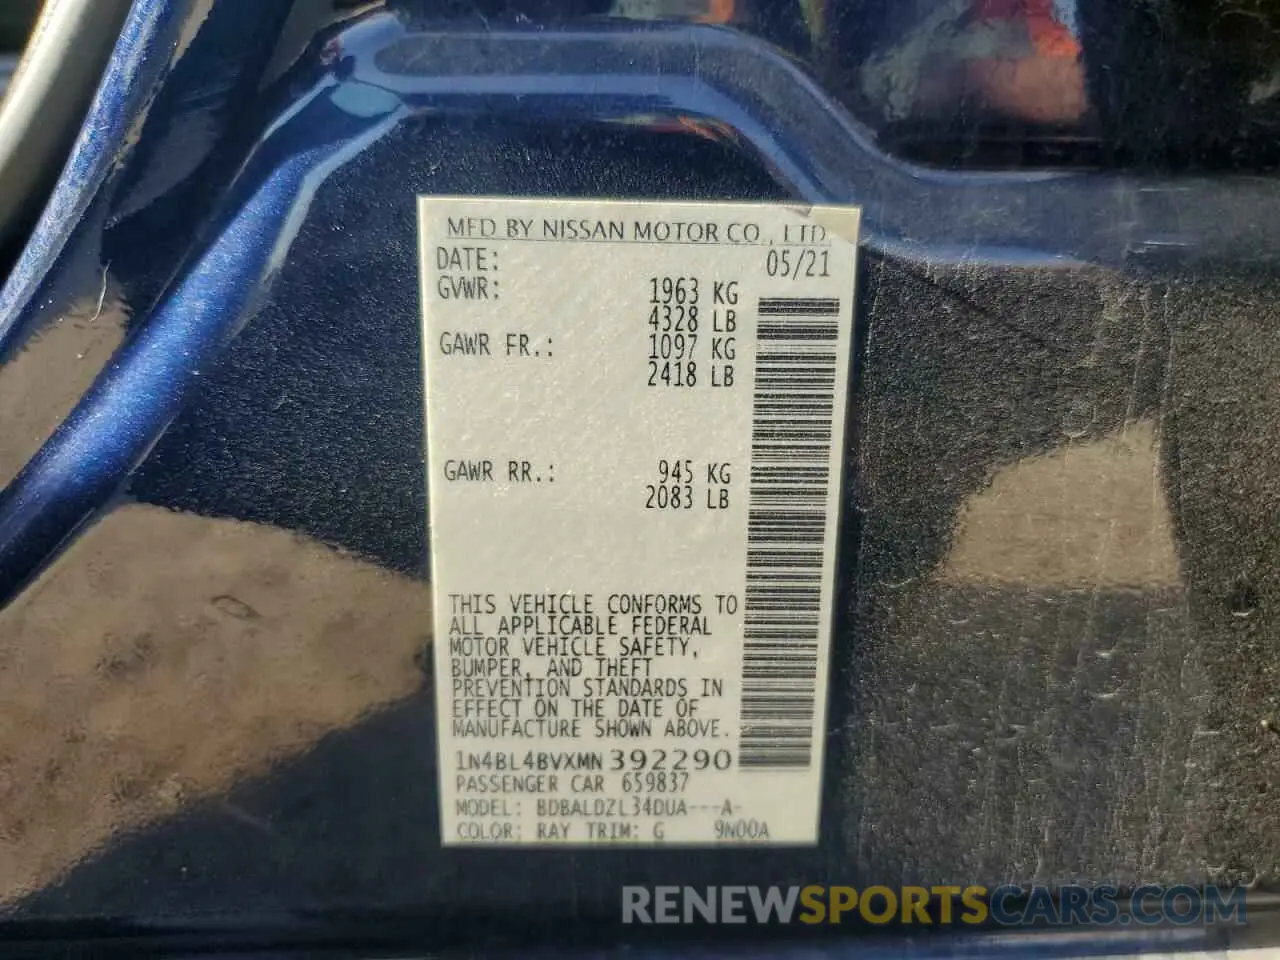 MFD BY NISSAN MOTOR CO., LTD.
DATE: 05/21
GVWR: 1963 KG
4328 LB
GAWR FR.: 1097 KG
2418 LB
GAWR RR.: 945 KG
2083 LB
THIS VEHICLE CONFORMS TO
ALL APPLICABLE FEDERAL
MOTOR VEHICLE SAFETY,
BUMPER, AND THEFT
PREVENTION STANDARDS IN
EFFECT ON THE DATE OF
MANUFACTURE SHOWN ABOVE.
1N4BL4BVXMN392290
PASSENGER CAR 659837
MODEL: BDBALDZL34DUA---A-
COLOR: RAY TRIM: G 9N00A
RENEWSPORTSCARS.COM